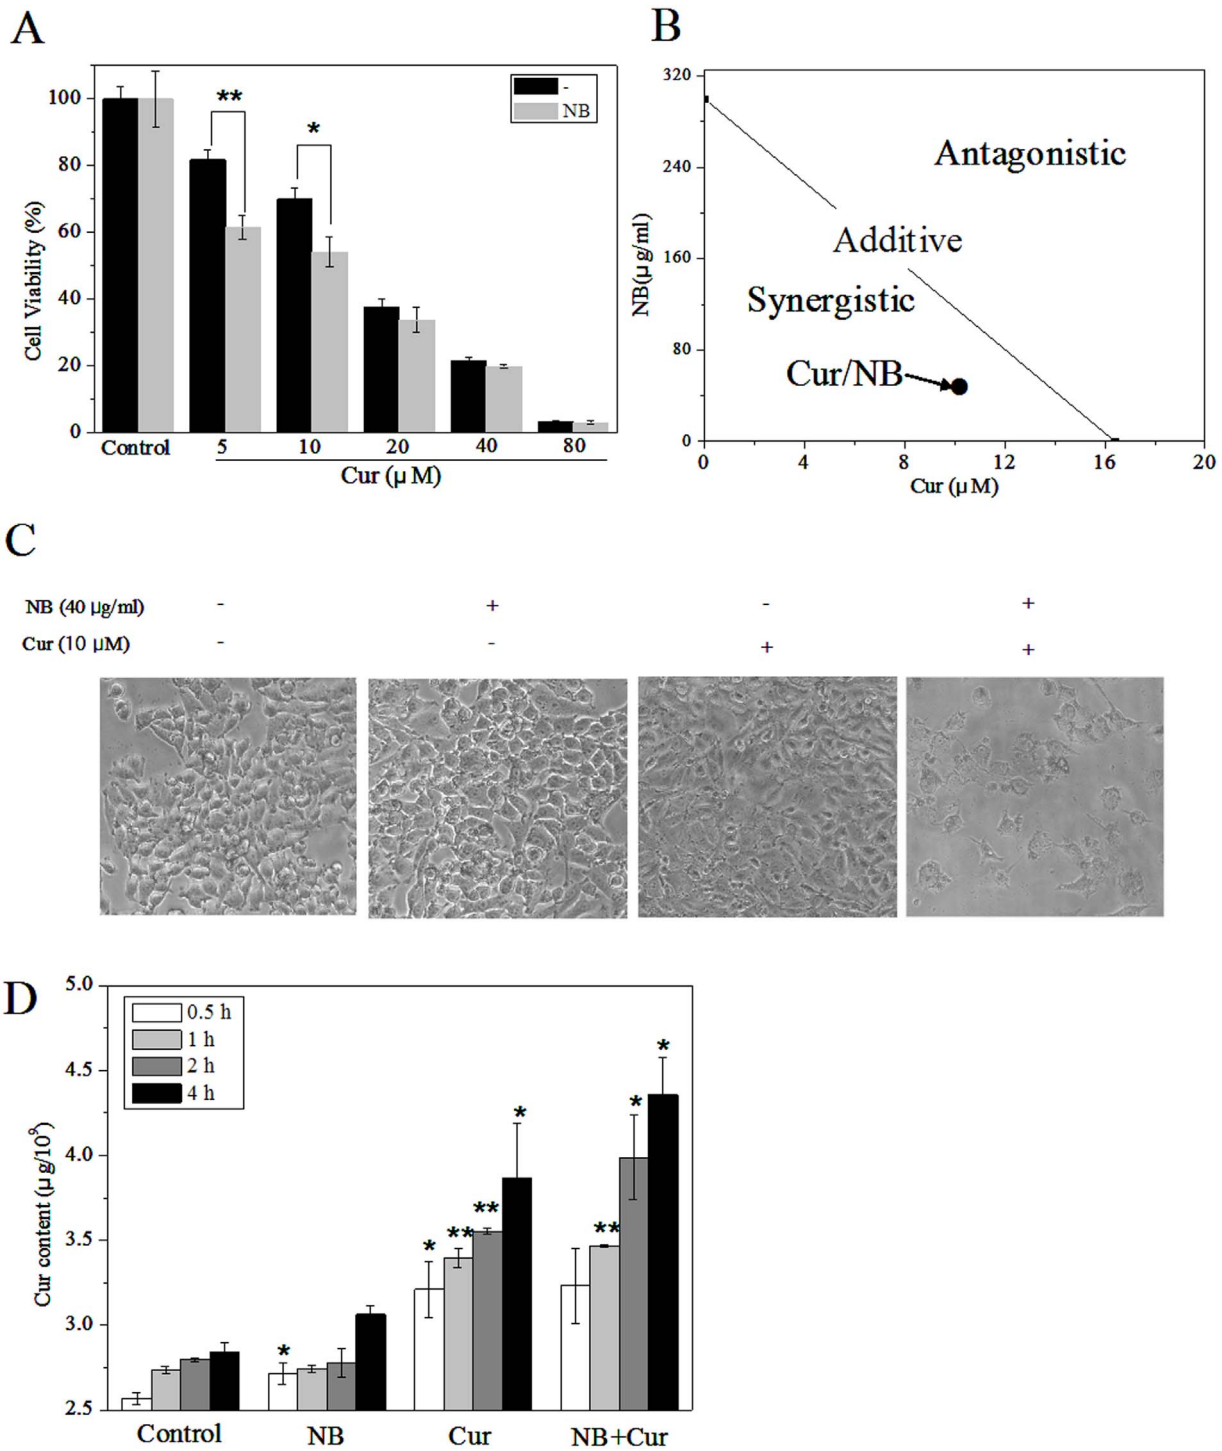 A
Cell Viability (%)
100
80
60
40
20
0
**
*
-
NB
Control
5
10
20
40
80
Cur (μM)
B
NB(μg/ml)
320
240
160
80
0
Antagonistic
Additive
Synergistic
Cur/NB
0
4
8
12
16
20
Cur (μM)
C
NB (40 μg/ml) - + - +
Cur (10 μM) - - + +
D
Cur content (μg/10⁹)
5.0
4.5
4.0
3.5
3.0
2.5
0.5 h
1 h
2 h
4 h
*
*
**
**
*
**
*
*
Control
NB
Cur
NB+Cur